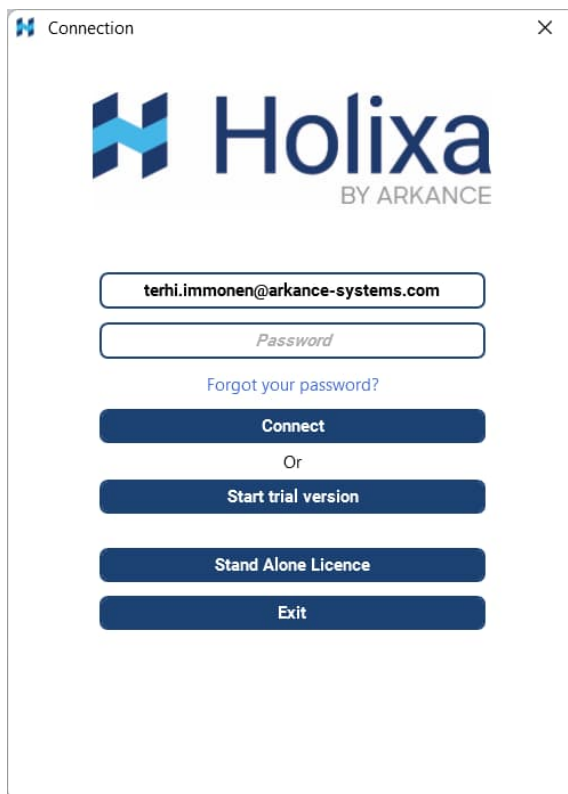 Connection
Holixa
BY ARKANCE
terhi.immonen@arkance-systems.com
Password
Forgot your password?
Connect
Or
Start trial version
Stand Alone Licence
Exit